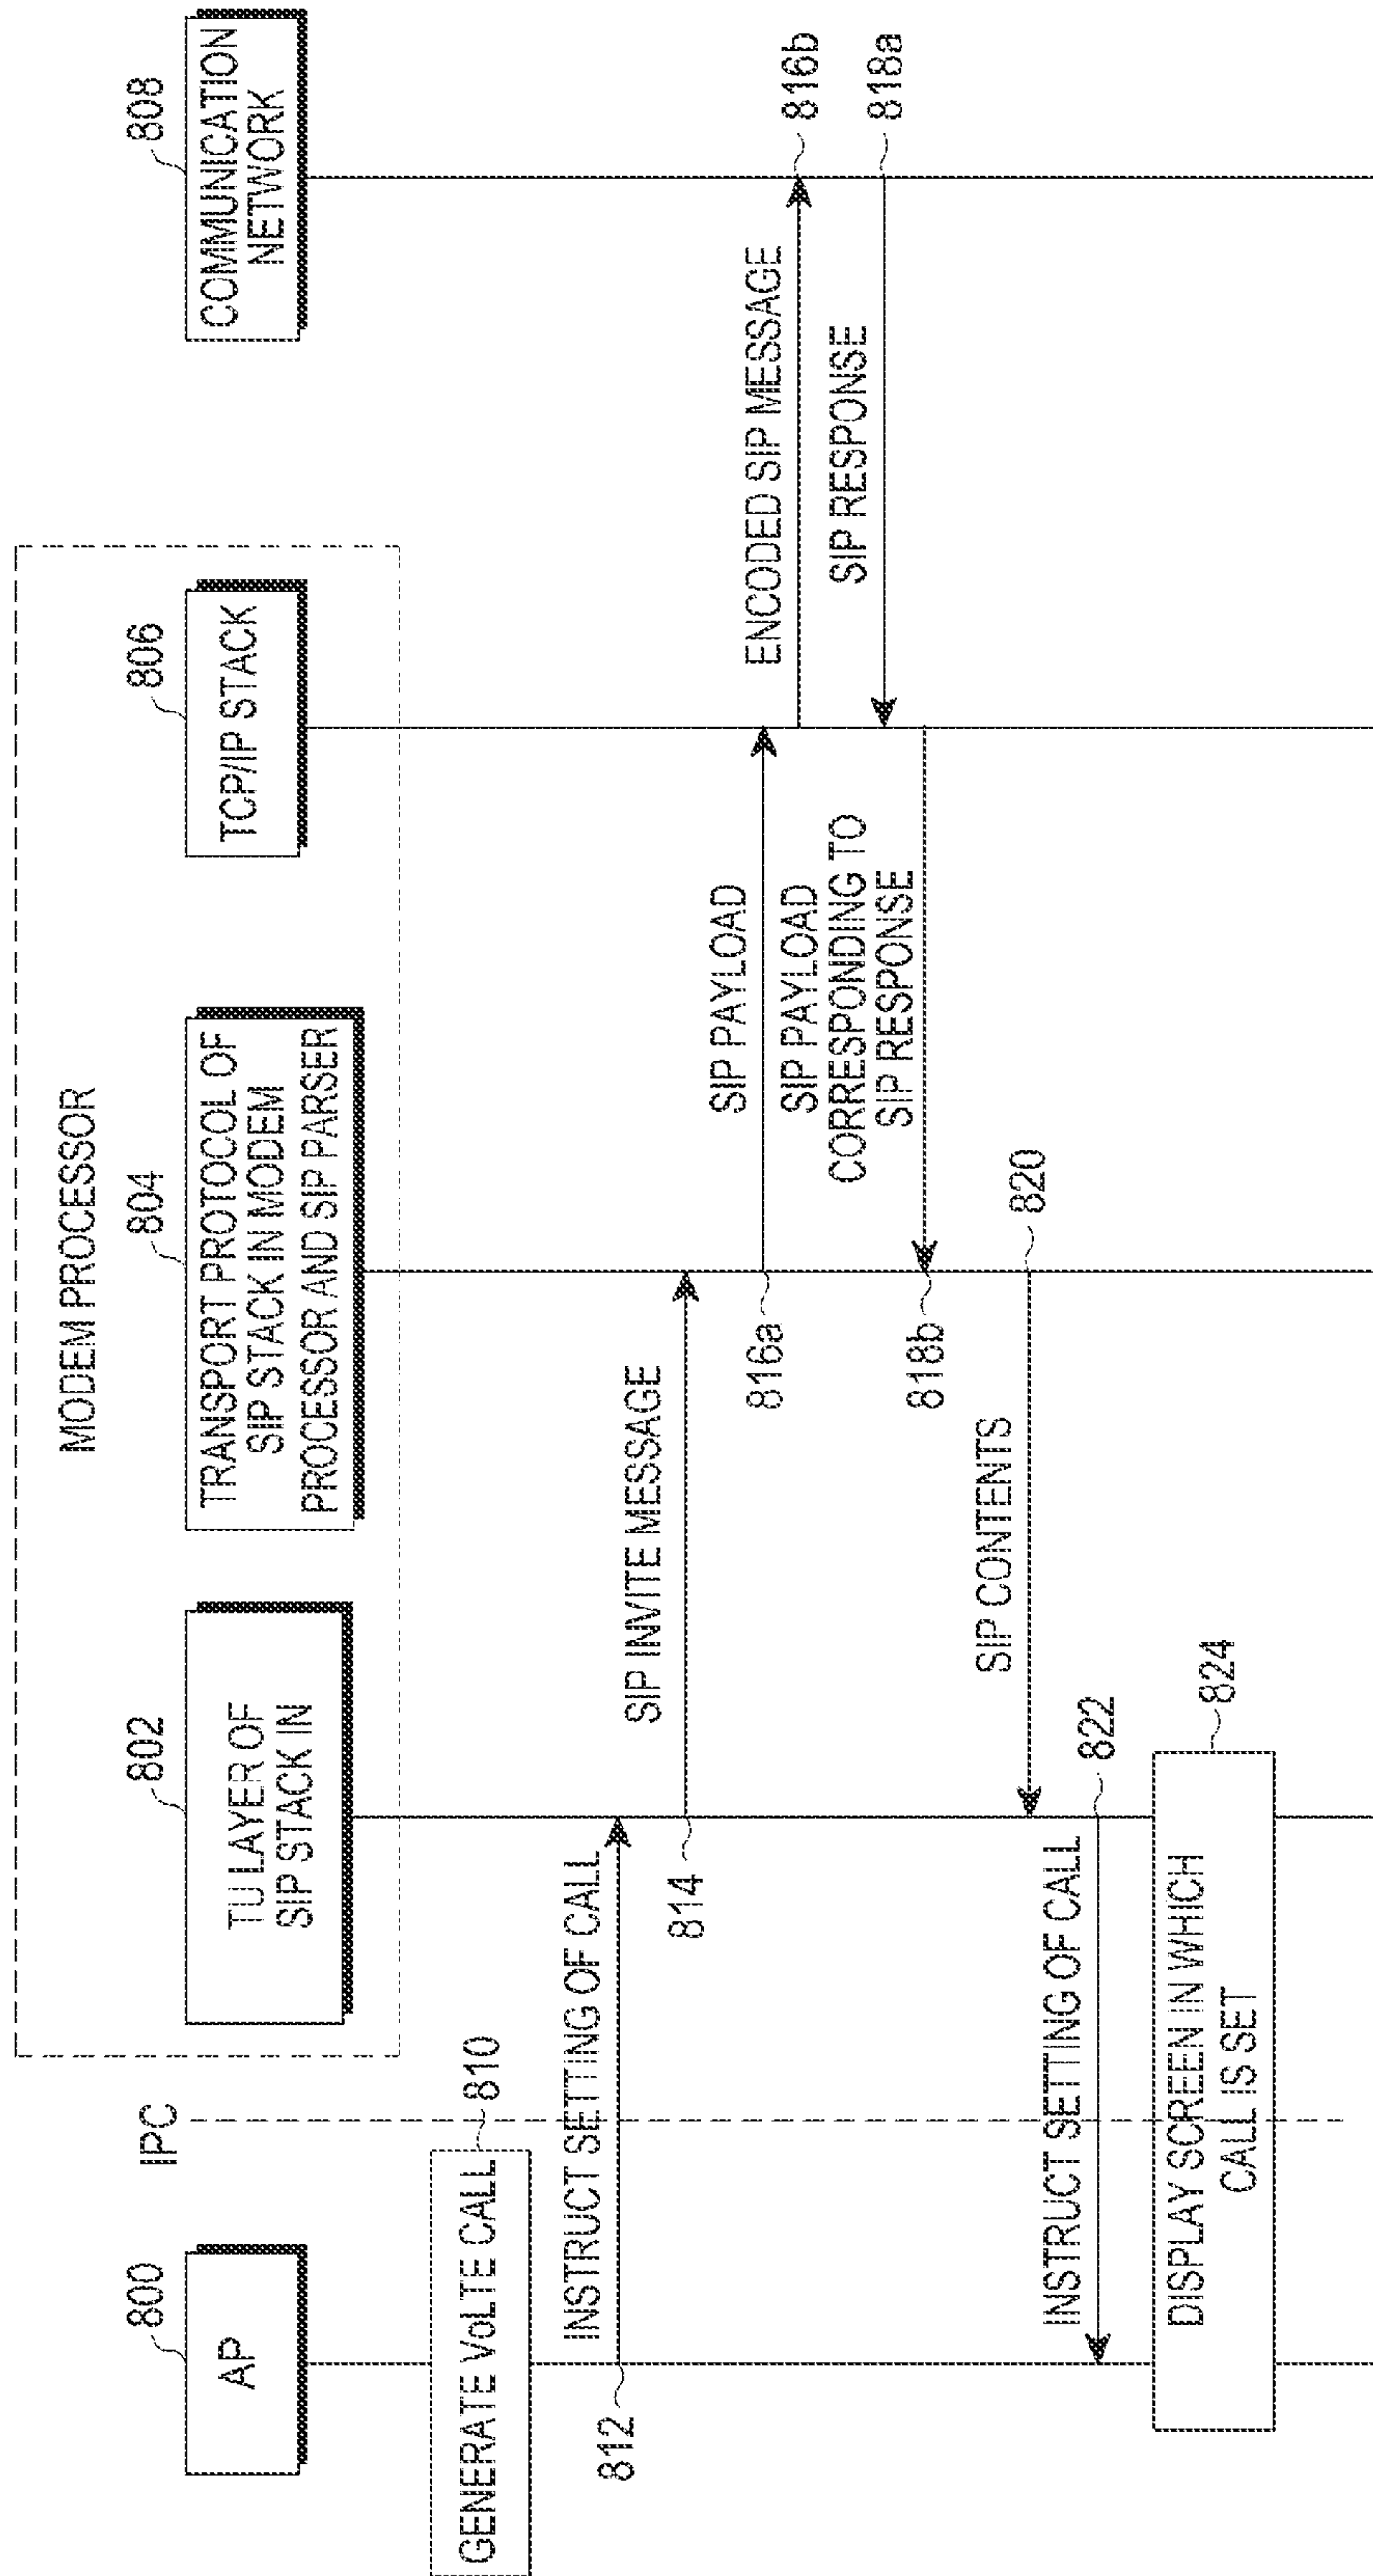 MODEM PROCESSOR
IPC
800
AP
802
TU LAYER OF
SIP STACK IN
804
TRANSPORT PROTOCOL OF
SIP STACK IN MODEM
PROCESSOR AND SIP PARSER
806
TCP/IP STACK
808
COMMUNICATION
NETWORK
GENERATE VoLTE CALL
810
INSTRUCT SETTING OF CALL
812
SIP INVITE MESSAGE
814
SIP PAYLOAD
816a
ENCODED SIP MESSAGE
816b
SIP RESPONSE
818a
SIP PAYLOAD
CORRESPONDING TO
SIP RESPONSE
818b
SIP CONTENTS
820
INSTRUCT SETTING OF CALL
822
DISPLAY SCREEN IN WHICH
CALL IS SET
824